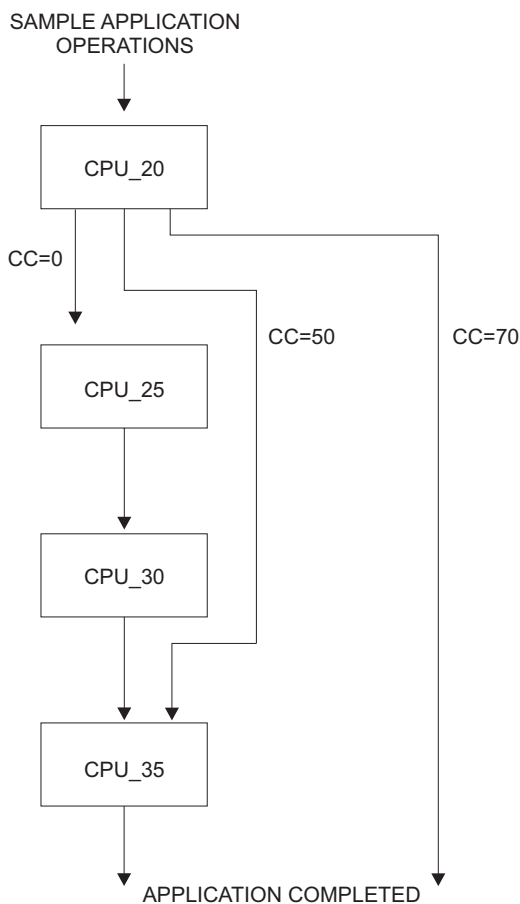 SAMPLE APPLICATION
OPERATIONS
CPU_20
CC=0
CC=50
CC=70
CPU_25
CPU_30
CPU_35
APPLICATION COMPLETED